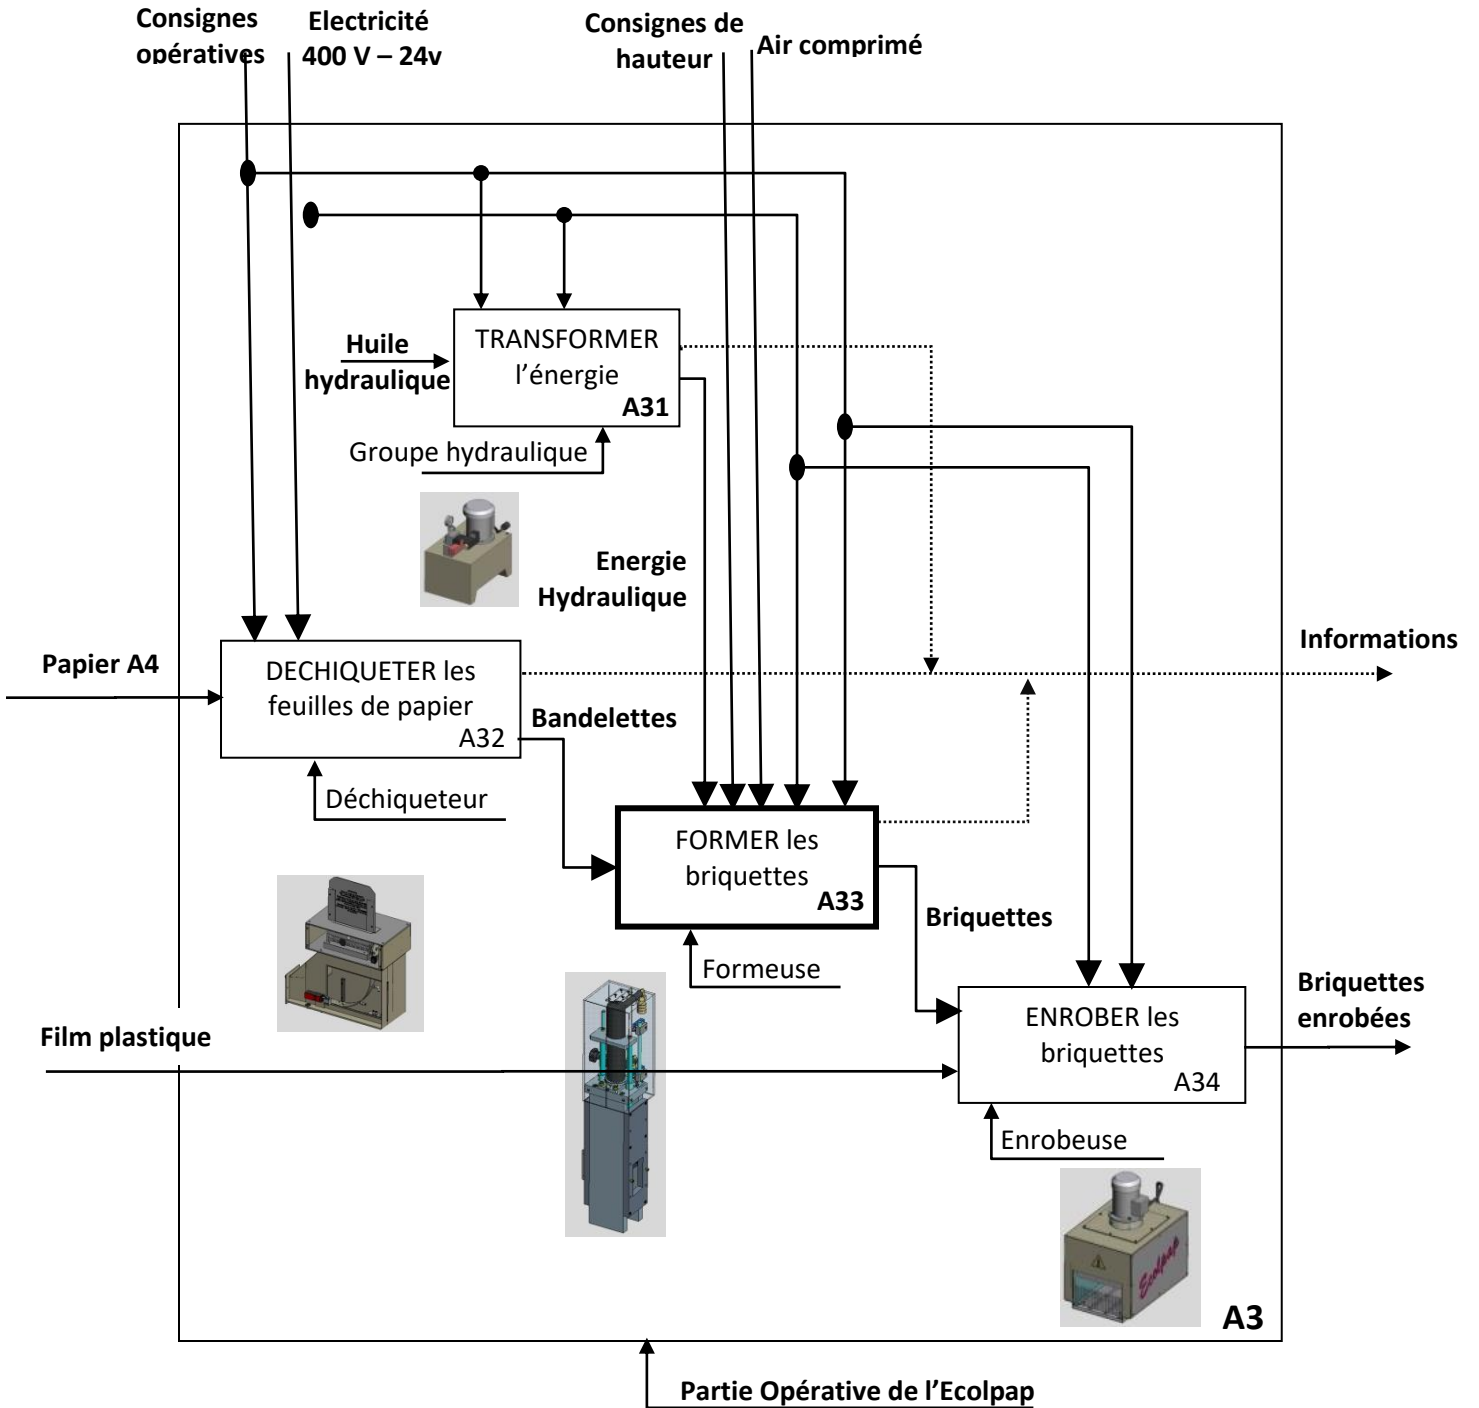 Consignes
opératives
Electricité
400 V – 24v
Consignes de
hauteur
Air comprimé
TRANSFORMER
l’énergie
A31
Huile
hydraulique
Groupe hydraulique
Energie
Hydraulique
Informations
Papier A4
DECHIQUETER les
feuilles de papier
A32
Bandelettes
Déchiqueteur
FORMER les
briquettes
A33
Briquettes
Formeuse
Briquettes
enrobées
ENROBER les
briquettes
A34
Film plastique
Enrobeuse
Ecolpap
A3
Partie Opérative de l’Ecolpap